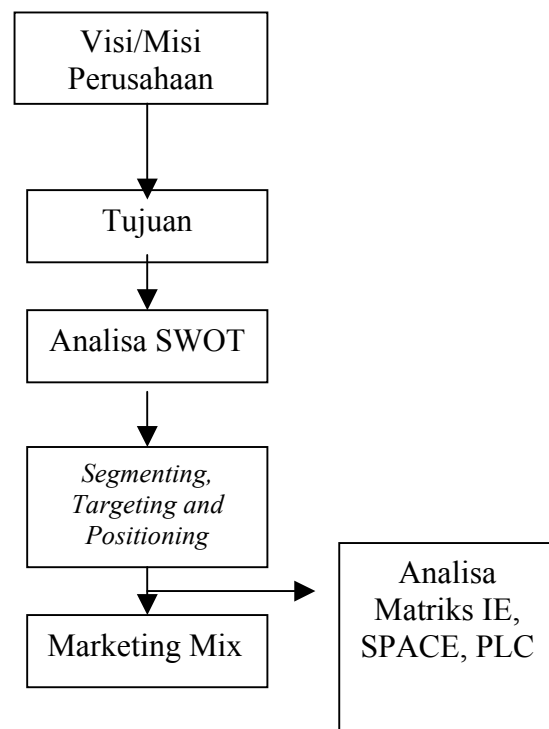 Visi/Misi
Perusahaan
Tujuan
Analisa SWOT
Segmenting,
Targeting and
Positioning
Marketing Mix
Analisa
Matriks IE,
SPACE, PLC